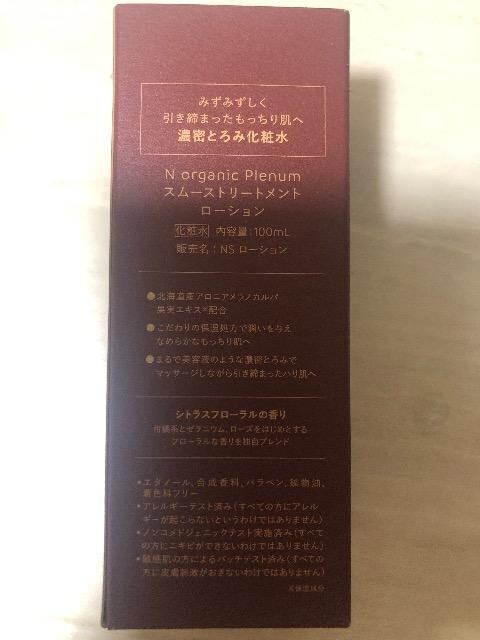 みずみずしく
引き締まったもっちり肌へ
濃密とろみ化粧水
N organic Plenum
スムーストリートメント
ローション
化粧水 内容量:100mL
販売名:NS ローション
●北海道産アロニアメラノカルパ
果実エキス※配合
●こだわりの保湿処方で潤いを与え
なめらかなもっちり肌へ
●まるで美容液のような濃密とろみで
マッサージしながら引き締まったハリ肌へ
シトラスフローラルの香り
柑橘系とゼラニウム、ローズをはじめとする
フローラルな香りを独自ブレンド
•エタノール、合成香料、パラベン、鉱物油、
着色料フリー
•アレルギーテスト済み(すべての方にアレル
ギーが起こらないというわけではありません)
•ノンコメドジェニックテスト実施済み(すべて
の方にニキビができないわけではありません)
•敏感肌の方によるパッチテスト済み(すべての
方に皮膚刺激がおきないわけではありません)
※保湿成分